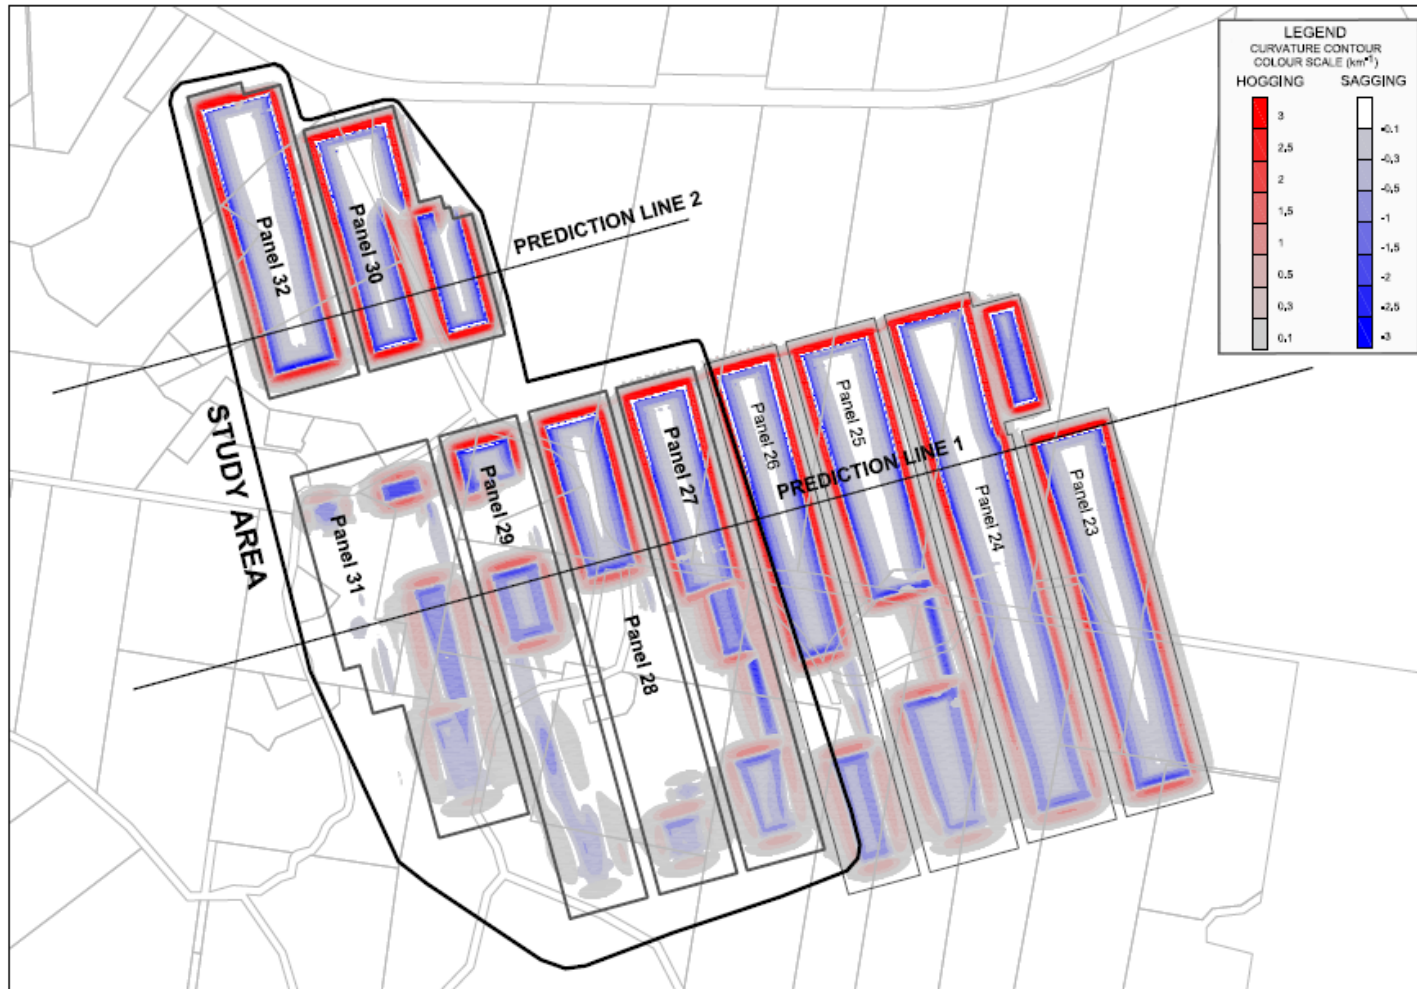 LEGEND
CURVATURE CONTOUR
COLOUR SCALE (km⁻¹)
HOGGING SAGGING
3
2.5
2
1.5
1
0.5
0.3
0.1
-0.1
-0.3
-0.5
-1
-1.5
-2
-2.5
-3
PREDICTION LINE 2
Panel 32
Panel 30
STUDY AREA
PREDICTION LINE 1
Panel 31
Panel 29
Panel 28
Panel 27
Panel 26
Panel 25
Panel 24
Panel 23